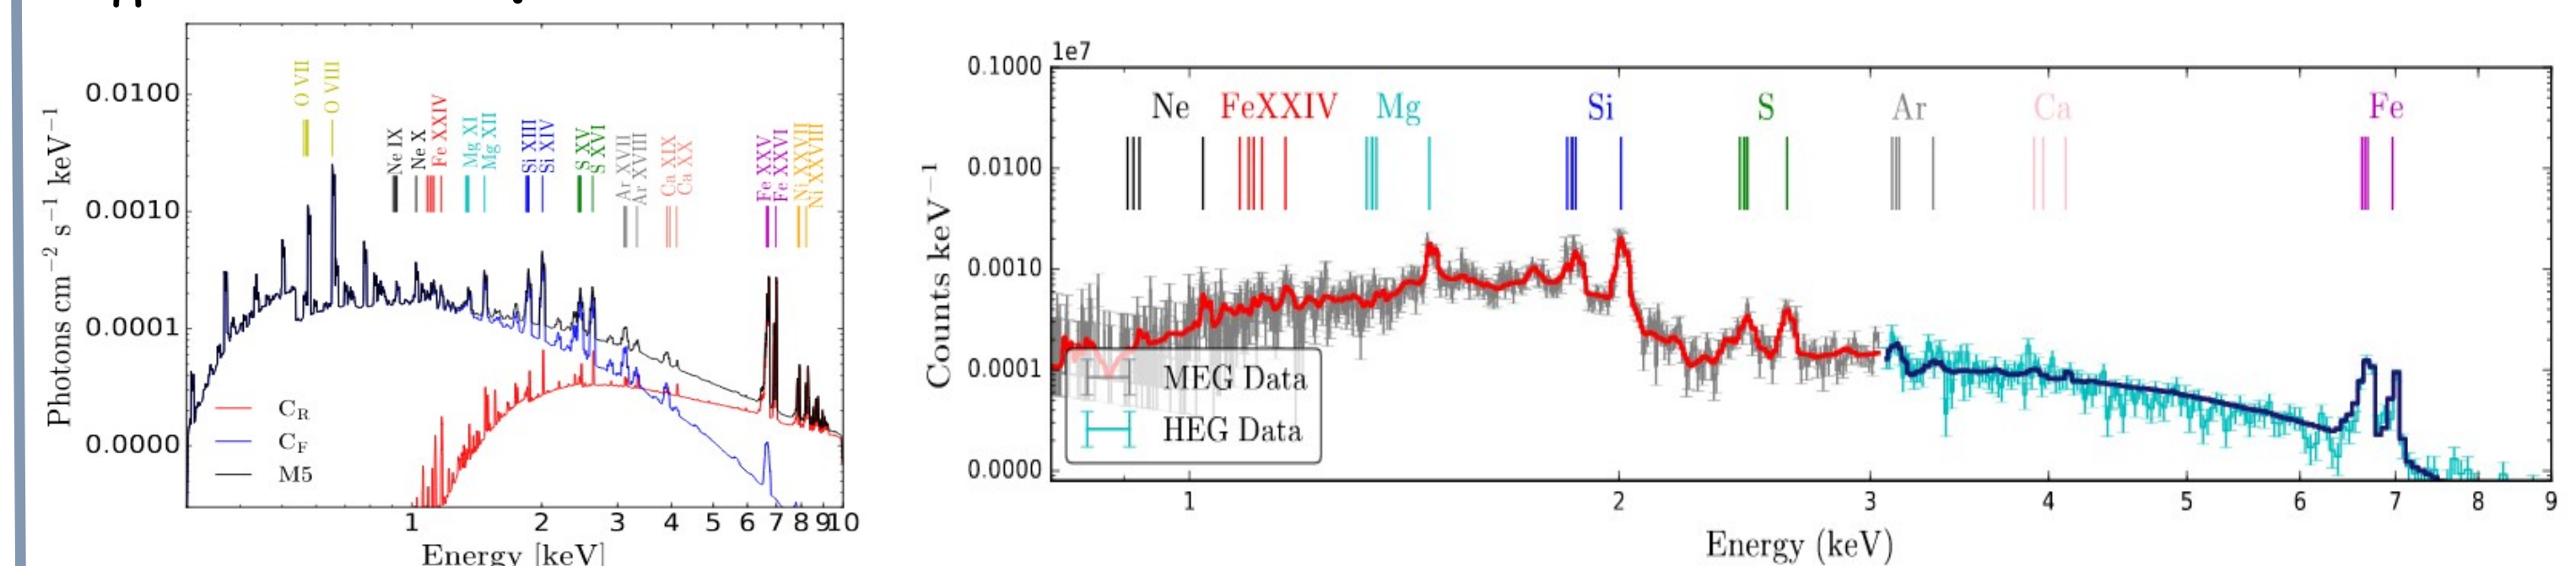 0.0100
0.0010
0.0001
0.0000
Photons cm−2 s−1 keV−1
O VII
O VIII
Ne IX
Ne X
Fe XXIV
Mg XI
Mg XII
Si XIII
Si XIV
S XV
S XVI
Ar XVII
Ar XVIII
Ca XIX
Ca XX
Fe XXV
Fe XXVI
Ni XXVII
Ni XXVIII
CR
CF
M5
1 2 3 4 5 6 7 8 9 10
Energy [keV]
1e7
0.1000
0.0100
0.0010
0.0001
0.0000
Counts keV−1
Ne FeXXIV Mg Si S Ar Ca Fe
MEG Data
HEG Data
1 2 3 4 5 6 7 8 9
Energy (keV)